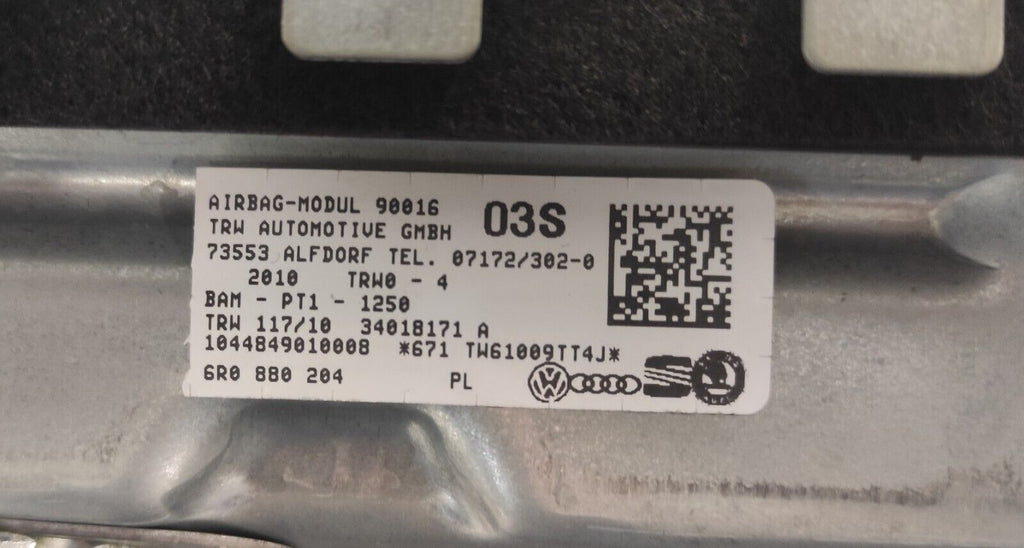 AIRBAG-MODUL 90016 03S
TRW AUTOMOTIVE GMBH
73553 ALFDORF TEL. 07172/302-0
2010 TRW0 - 4
BAM - PT1 - 1250
TRW 117/10 34018171 A
1044849010008 *671 TW61009TT4J*
6R0 880 204 PL